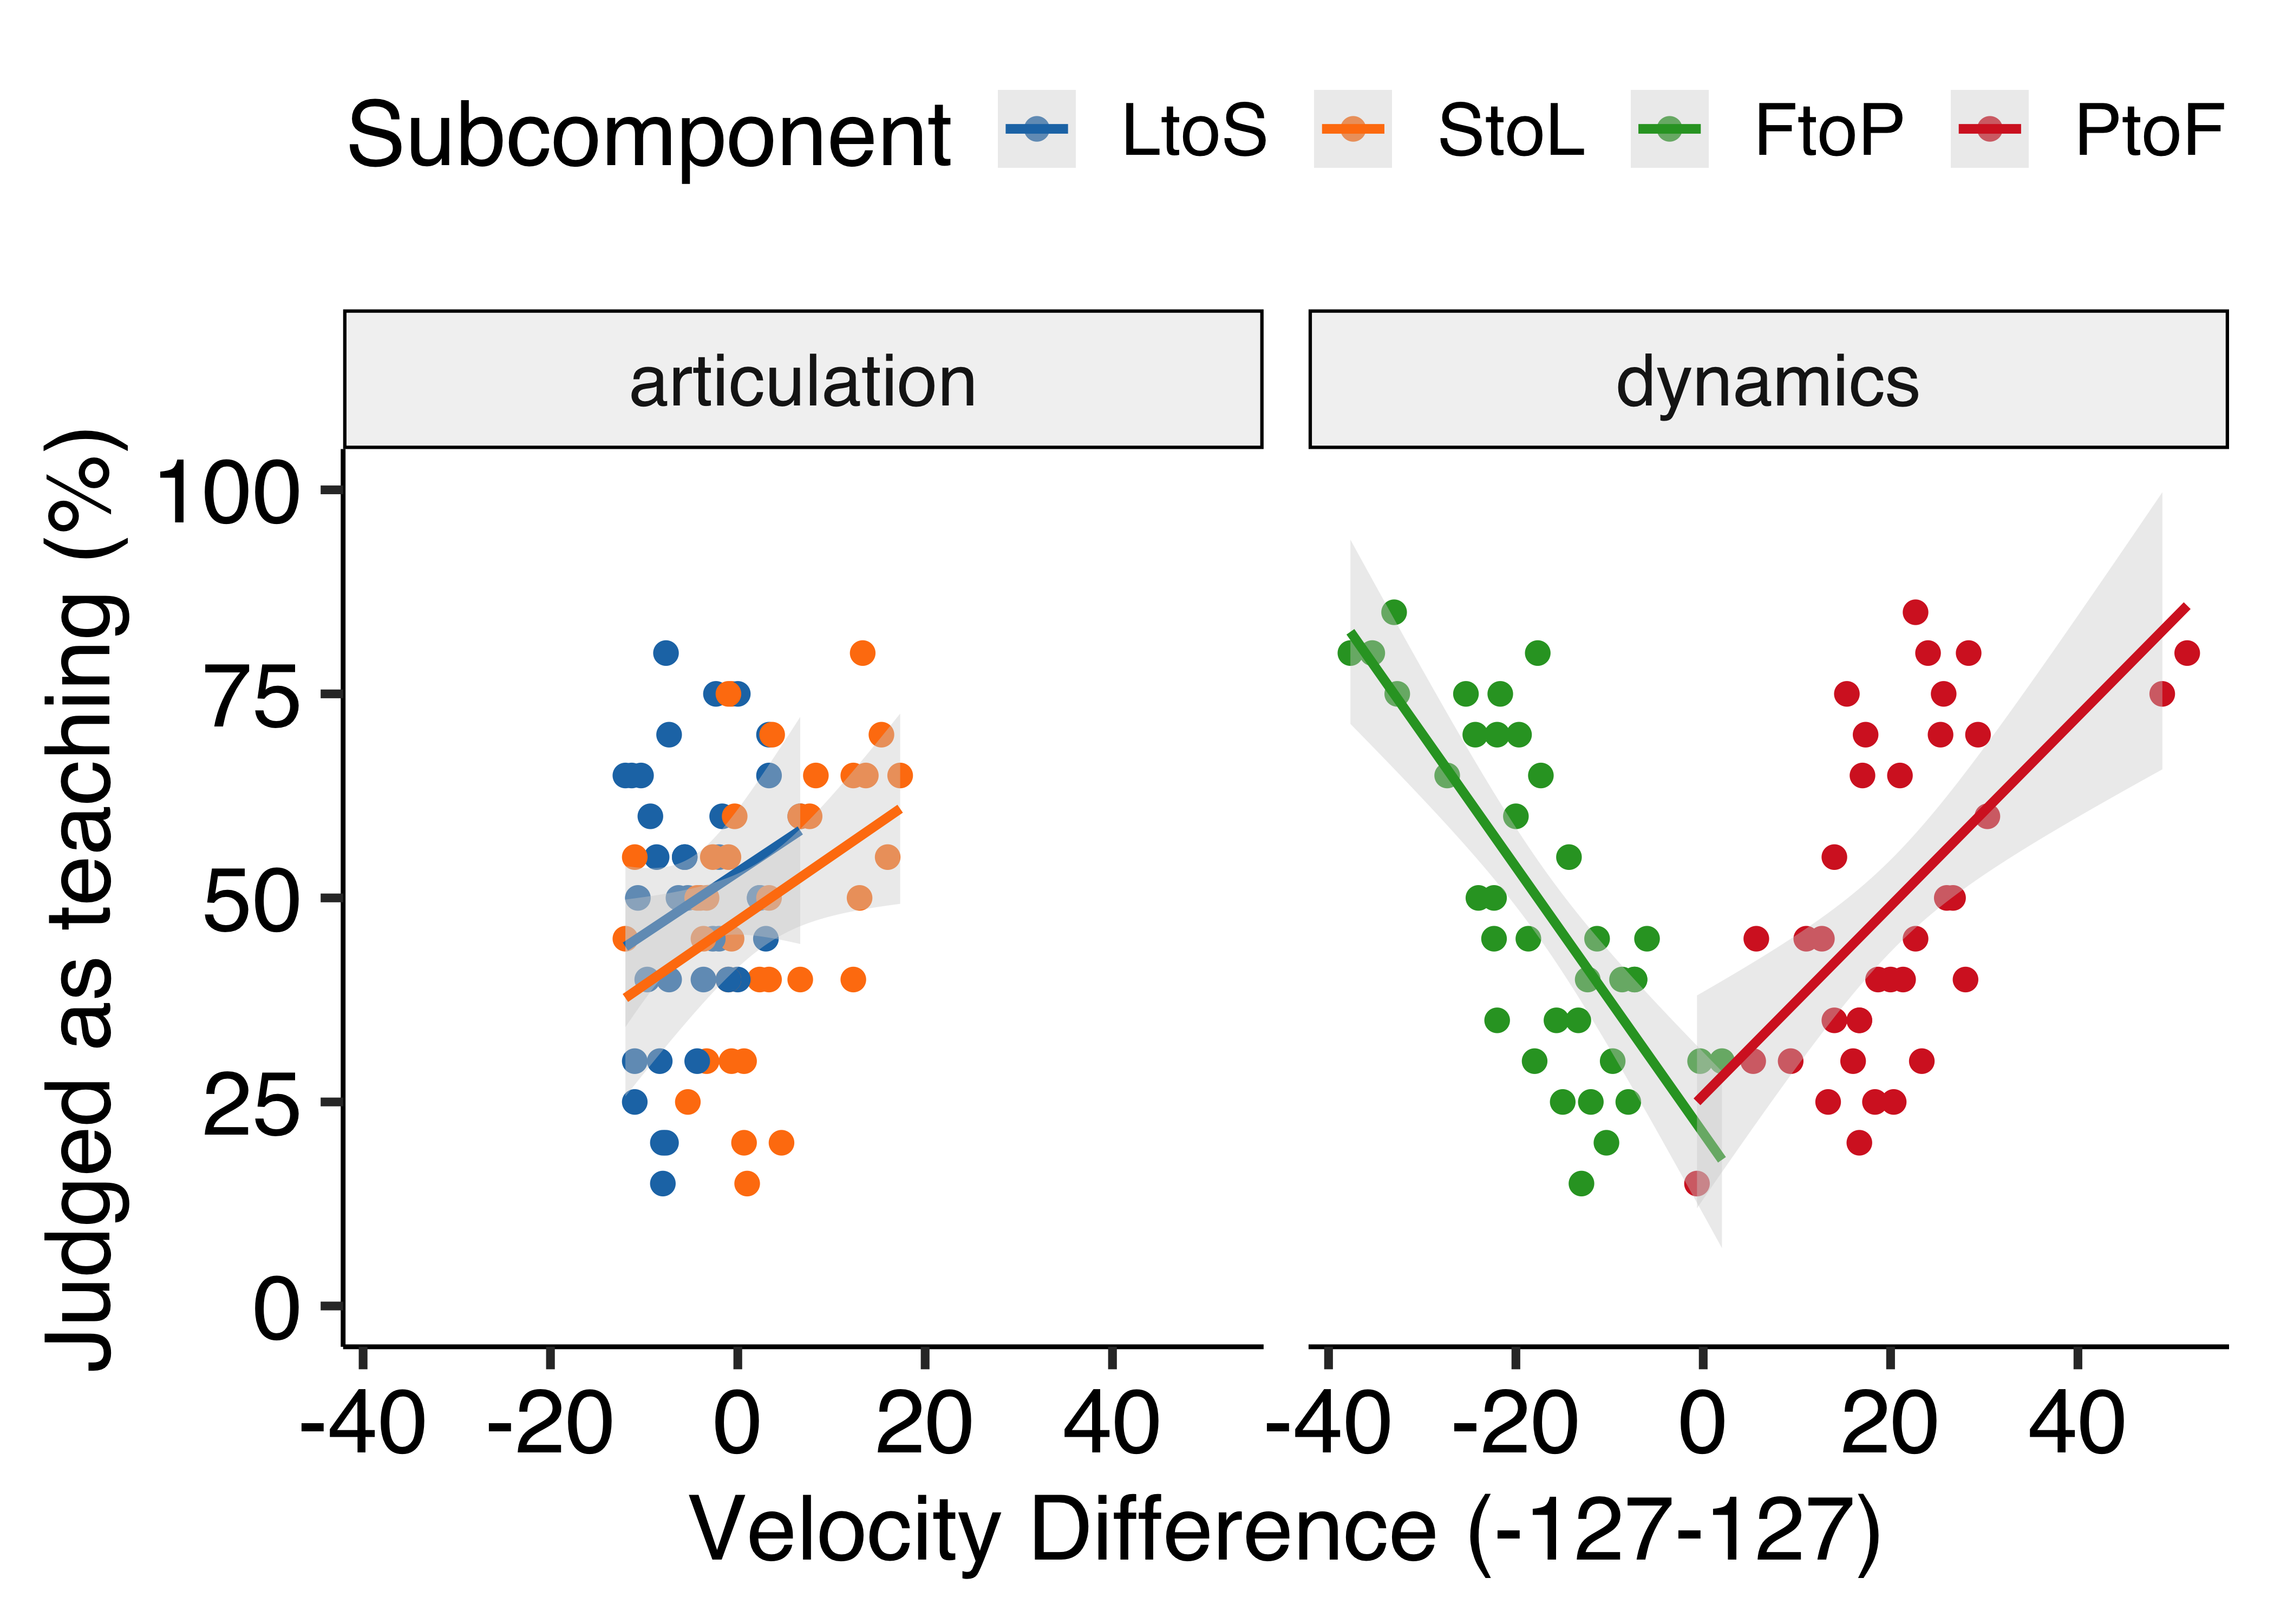 Subcomponent LtoS StoL FtoP PtoF
articulation dynamics
Judged as teaching (%)
100
75
50
25
0
-40 -20 0 20 40 -40 -20 0 20 40
Velocity Difference (-127-127)